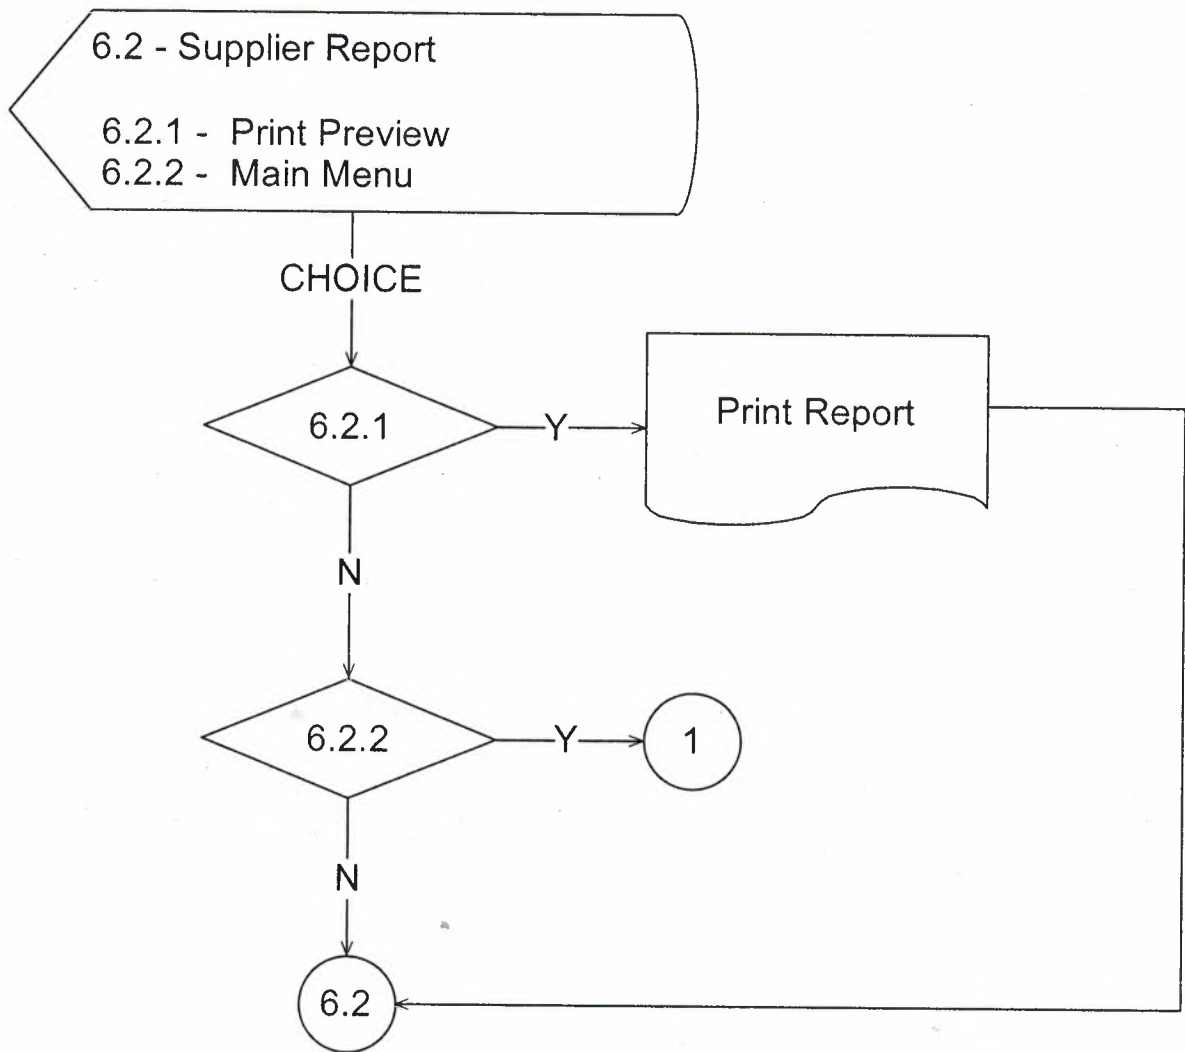 6.2 - Supplier Report
6.2.1 - Print Preview
6.2.2 - Main Menu
CHOICE
6.2.1
Y
Print Report
N
6.2.2
Y
1
N
6.2